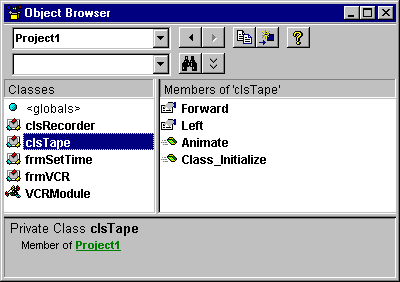 Object Browser
Project1
?
Classes
Members of 'clsTape'
<globals>
clsRecorder
clsTape
frmSetTime
frmVCR
VCRModule
Forward
Left
Animate
Class_Initialize
Private Class clsTape
Member of Project1